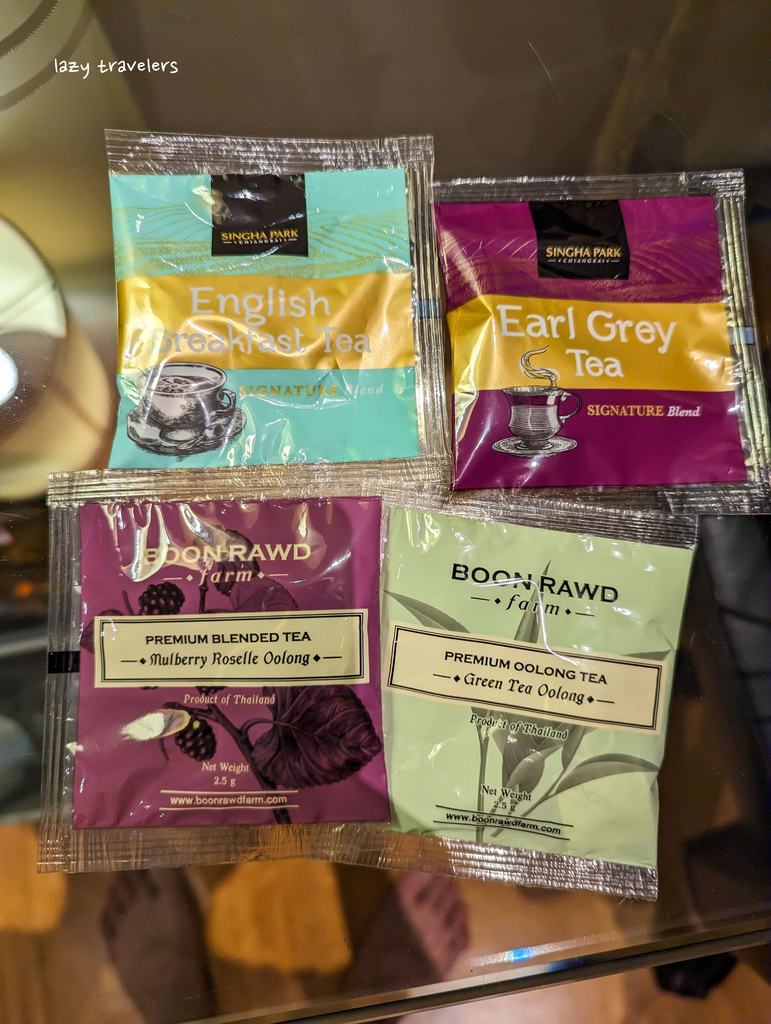 lazy travelers
SINGHA PARK
CHIANGRAI
English
Breakfast Tea
SIGNATURE Blend
SINGHA PARK
CHIANGRAI
Earl Grey
Tea
SIGNATURE Blend
BOON RAWD
farm
PREMIUM BLENDED TEA
Mulberry Roselle Oolong
Product of Thailand
Net Weight
2.5 g
www.boonrawdfarm.com
BOON RAWD
farm
PREMIUM OOLONG TEA
Green Tea Oolong
Product of Thailand
Net Weight
2.5 g
www.boonrawdfarm.com